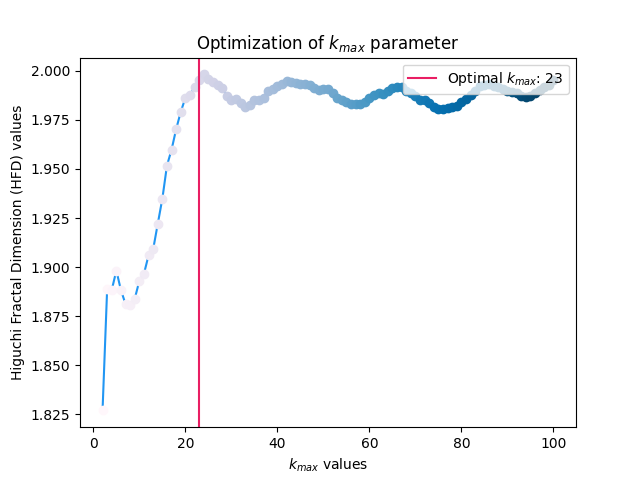 Optimization of $k_{max}$ parameter
Optimal $k_{max}$: 23
Higuchi Fractal Dimension (HFD) values
2.000
1.975
1.950
1.925
1.900
1.875
1.850
1.825
0 20 40 60 80 100
$k_{max}$ values